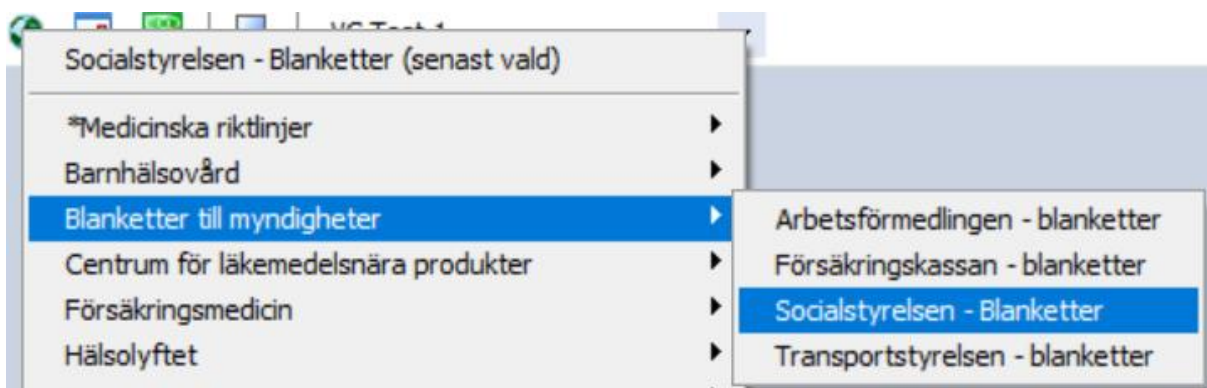 Socialstyrelsen - Blanketter (senast vald)
*Medicinska riktlinjer
Barnhälsovård
Blanketter till myndigheter
Centrum för läkemedelsnära produkter
Försäkringsmedicin
Hälsolyftet
Arbetsförmedlingen - blanketter
Försäkringskassan - blanketter
Socialstyrelsen - Blanketter
Transportstyrelsen - blanketter